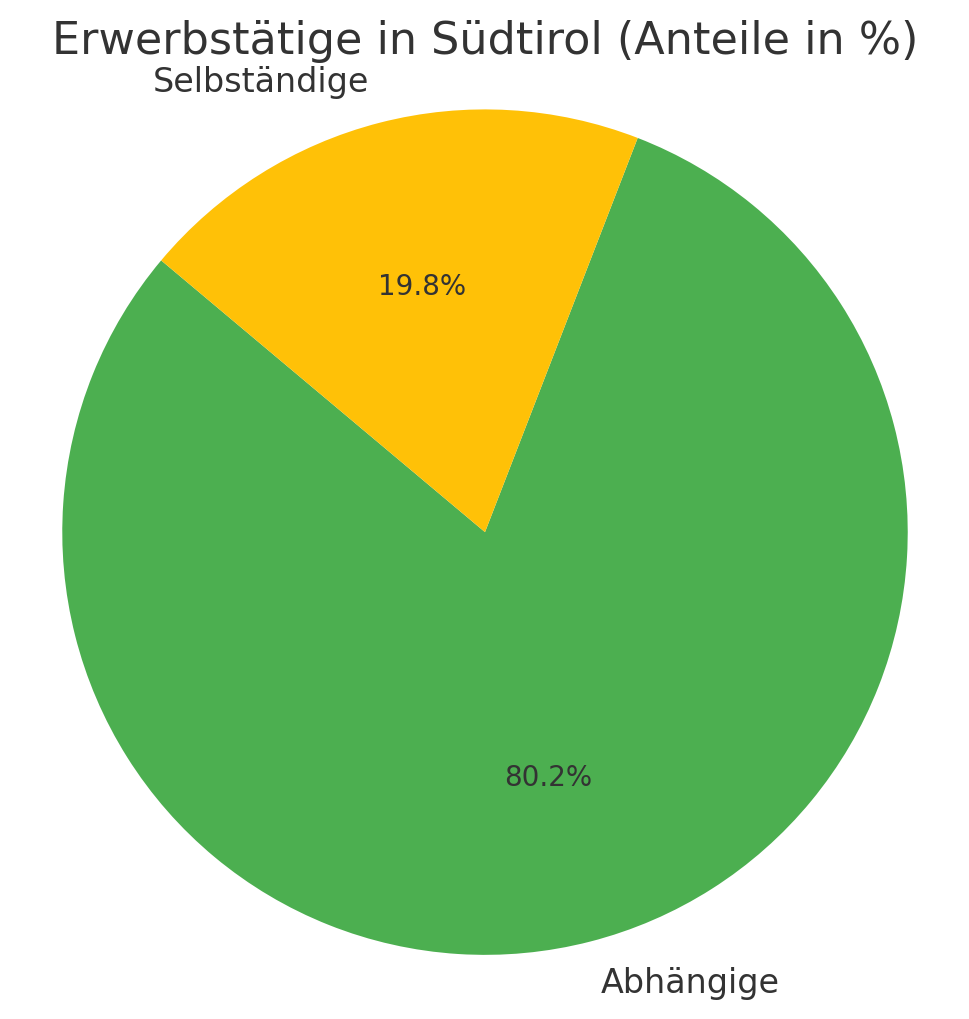 Erwerbstätige in Südtirol (Anteile in %)
Selbständige
19.8%
80.2%
Abhängige